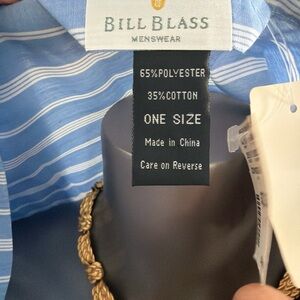 BILL BLASS
MENSWEAR
65%POLYESTER
35%COTTON
ONE SIZE
Made in China
Care on Reverse